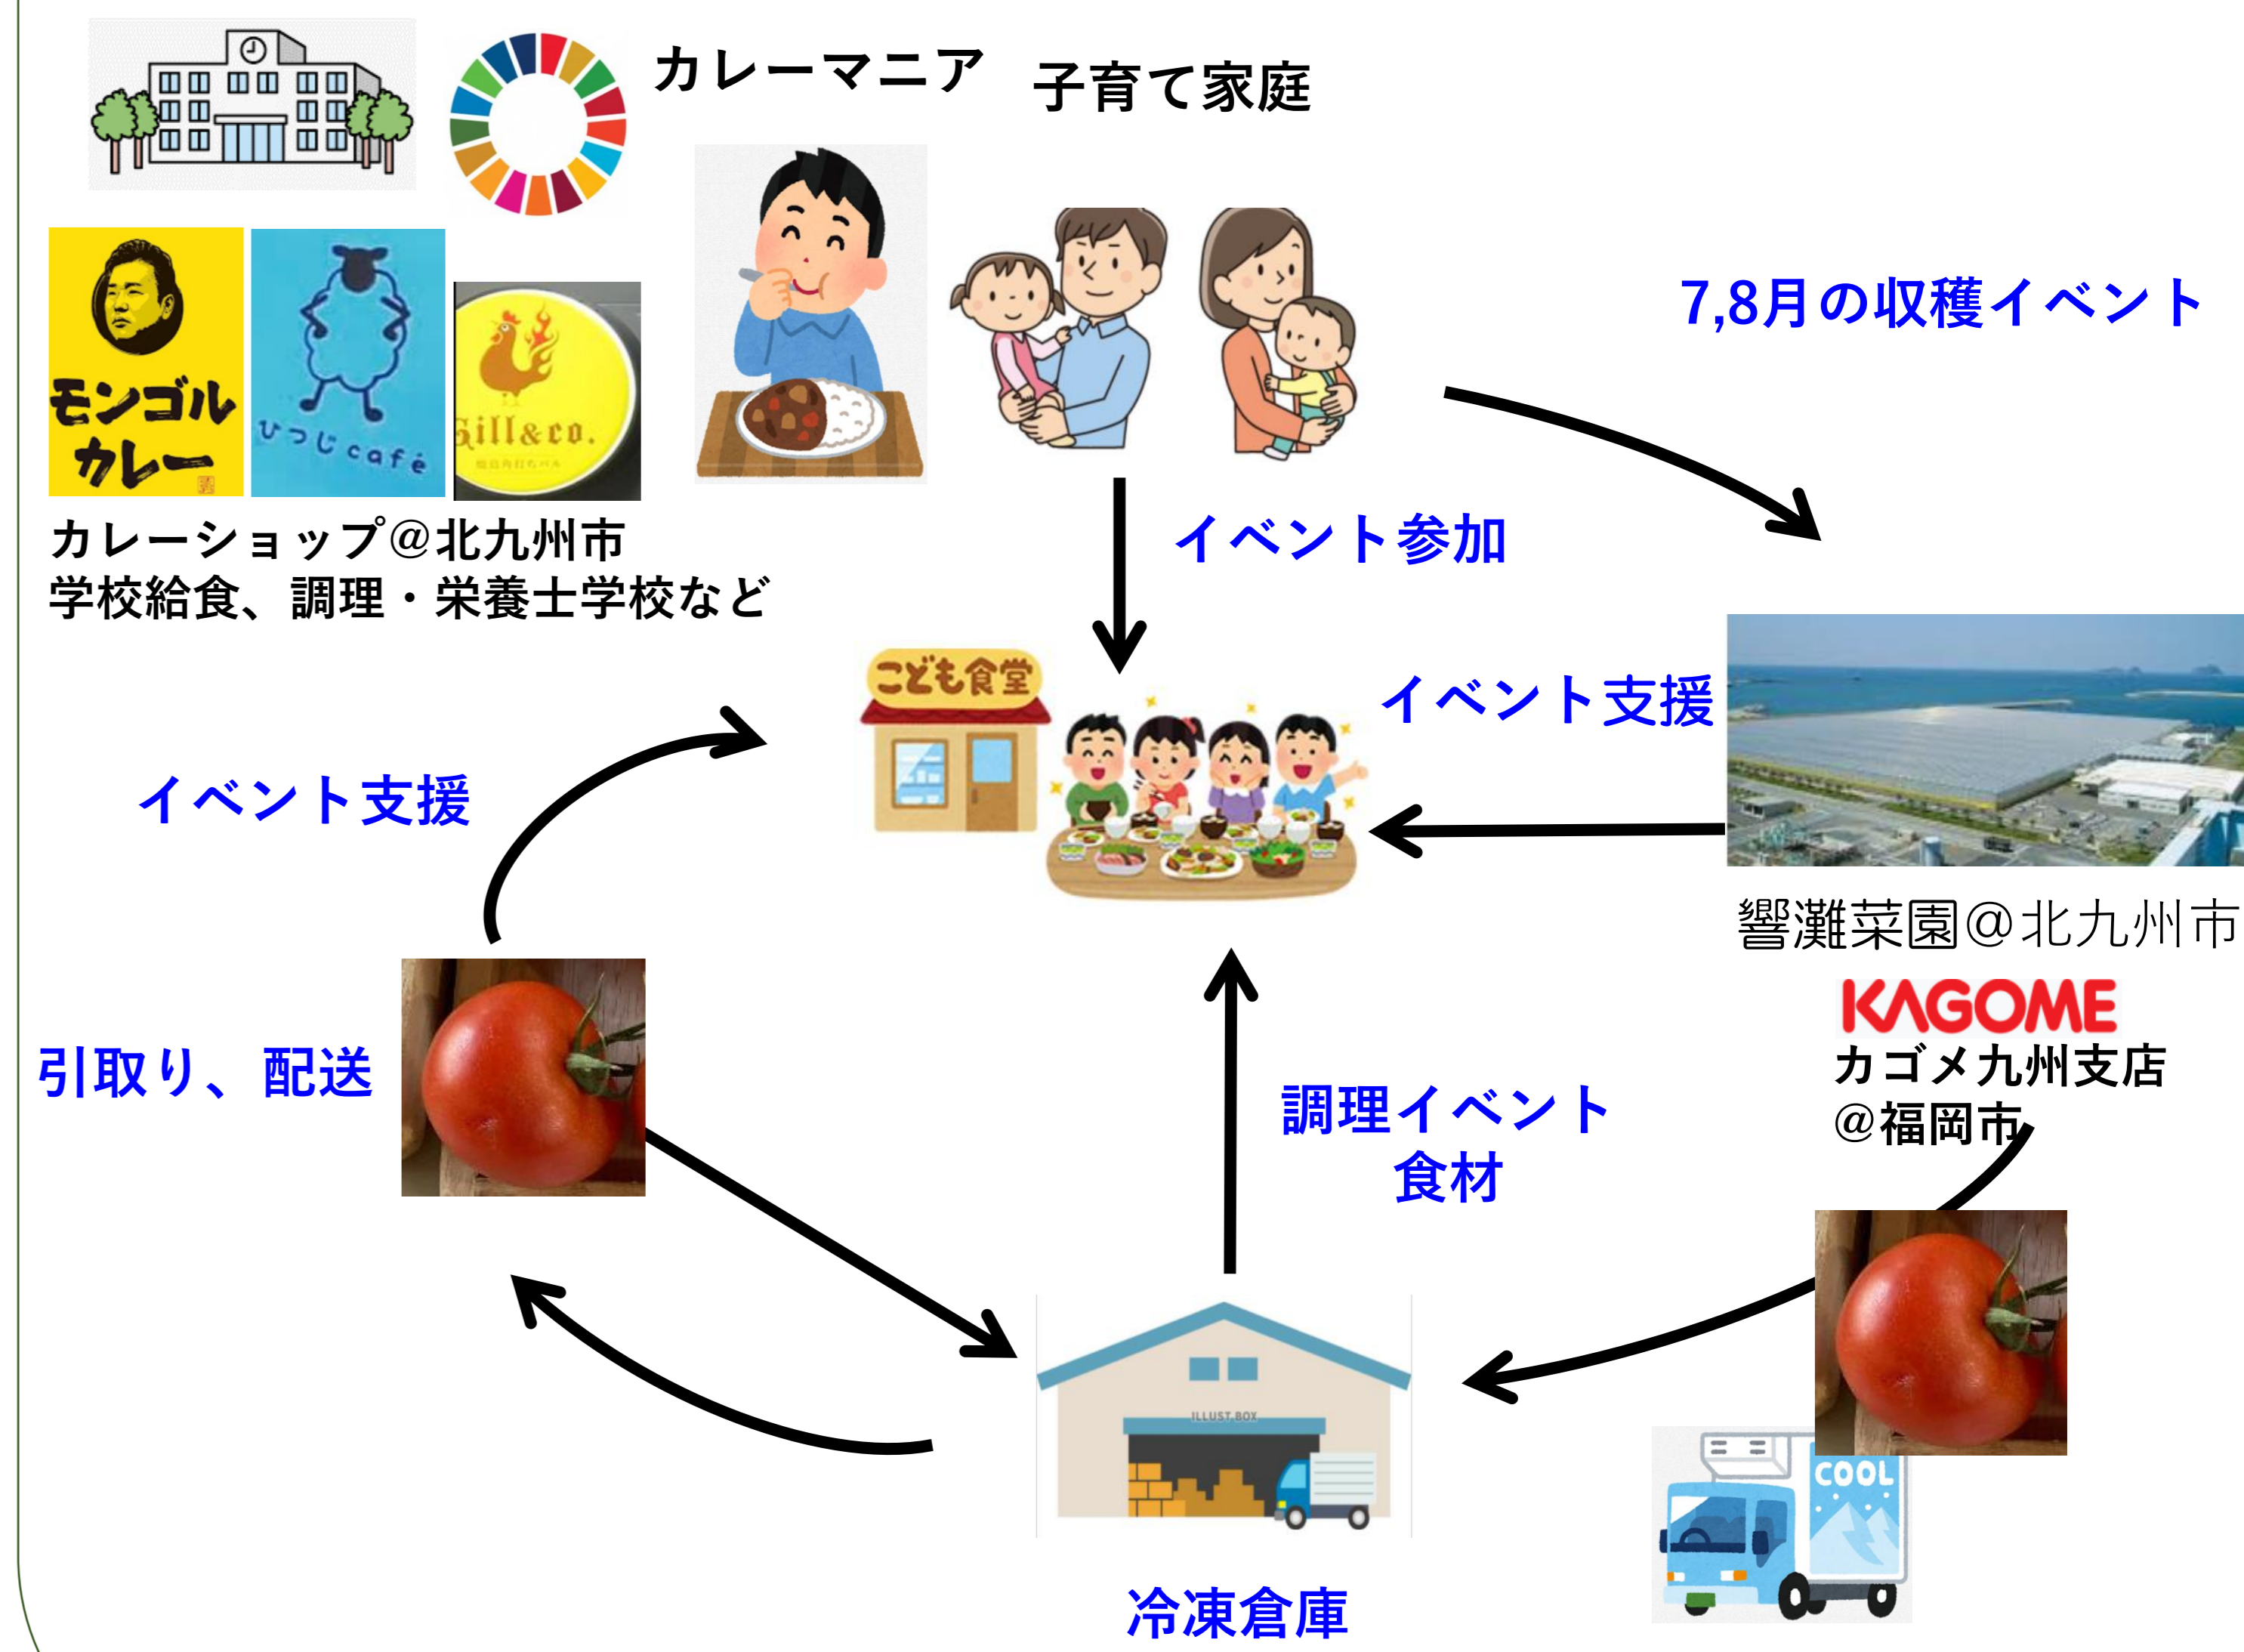 カレーマニア
子育て家庭
モンゴル
カレー
ひつじcafé
Gill&co.
7,8月の収穫イベント
カレーショップ@北九州市
学校給食、調理・栄養士学校など
イベント参加
こども食堂
イベント支援
イベント支援
響灘菜園@北九州市
KAGOME
カゴメ九州支店
@福岡市
引取り、配送
調理イベント
食材
ILLUST BOX
COOL
冷凍倉庫